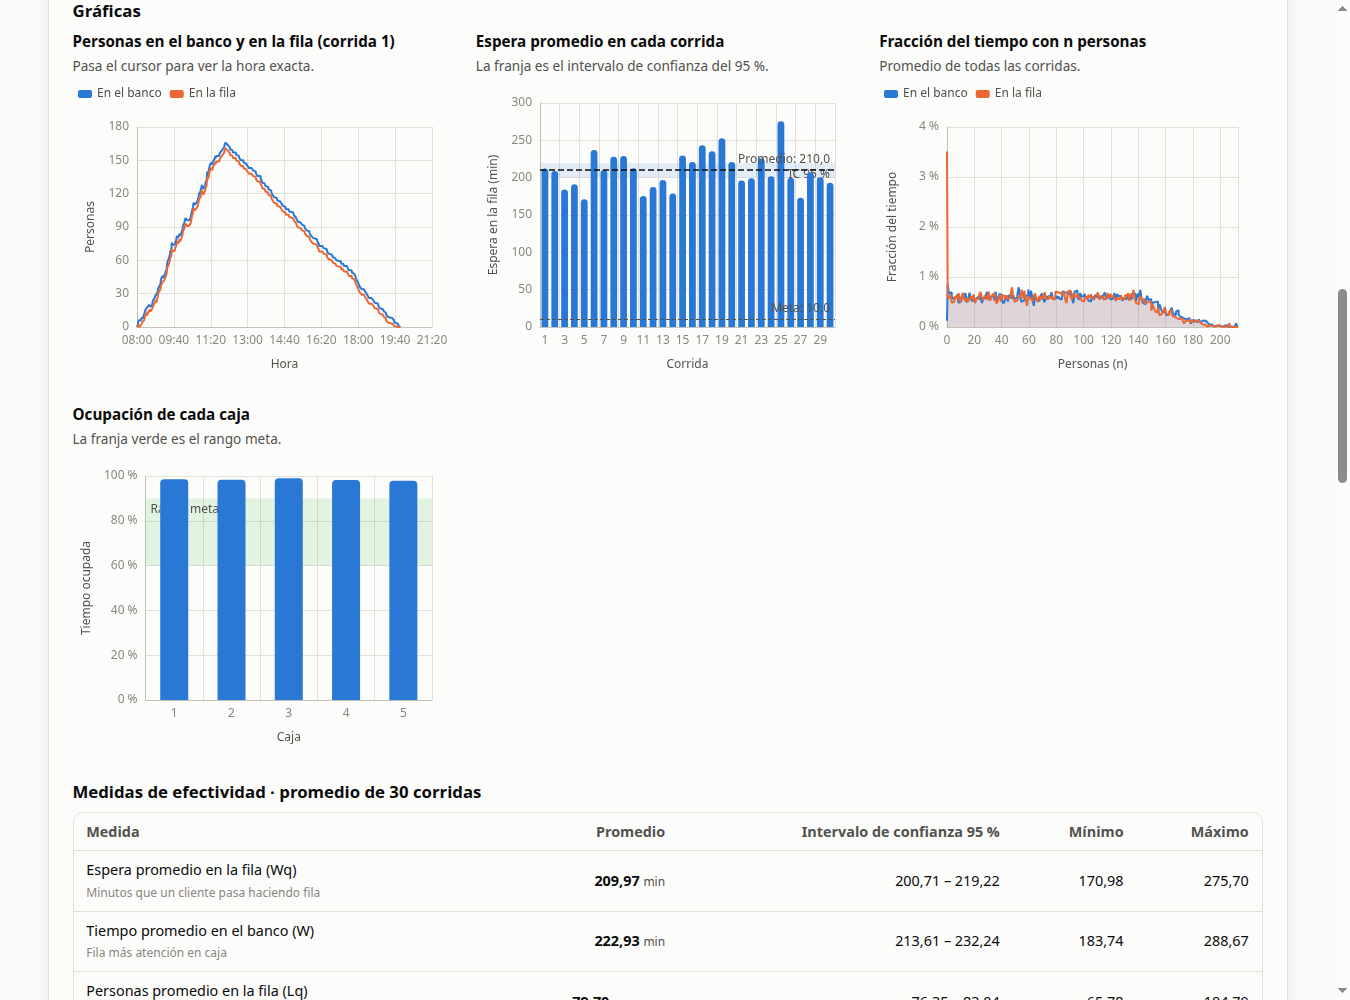 Gráficas
Personas en el banco y en la fila (corrida 1)
Pasa el cursor para ver la hora exacta.
En el banco En la fila
180
150
120
90
60
30
0
Personas
08:00 09:40 11:20 13:00 14:40 16:20 18:00 19:40 21:20
Hora
Espera promedio en cada corrida
La franja es el intervalo de confianza del 95 %.
300
250
200
150
100
50
0
Espera en la fila (min)
Promedio: 210,0
IC 95 %
Meta: 10,0
1 3 5 7 9 11 13 15 17 19 21 23 25 27 29
Corrida
Fracción del tiempo con n personas
Promedio de todas las corridas.
En el banco En la fila
4 %
3 %
2 %
1 %
0 %
Fracción del tiempo
0 20 40 60 80 100 120 140 160 180 200
Personas (n)
Ocupación de cada caja
La franja verde es el rango meta.
100 %
80 %
60 %
40 %
20 %
0 %
Tiempo ocupada
meta
1 2 3 4 5
Caja
Medidas de efectividad · promedio de 30 corridas
Medida Promedio Intervalo de confianza 95 % Mínimo Máximo
Espera promedio en la fila (Wq) 209,97 min 200,71 – 219,22 170,98 275,70
Minutos que un cliente pasa haciendo fila
Tiempo promedio en el banco (W) 222,93 min 213,61 – 232,24 183,74 288,67
Fila más atención en caja
Personas promedio en la fila (Lq)